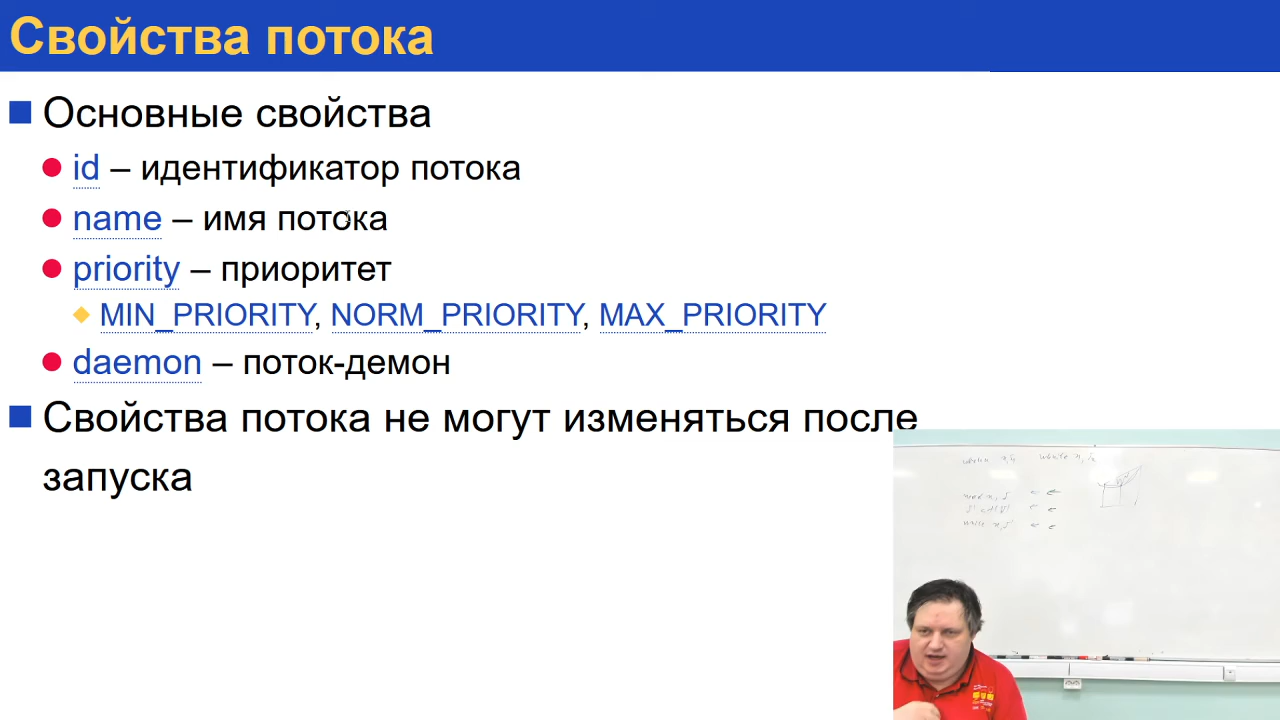 Свойства потока
Основные свойства
id – идентификатор потока
name – имя потока
priority – приоритет
MIN_PRIORITY, NORM_PRIORITY, MAX_PRIORITY
daemon – поток-демон
Свойства потока не могут изменяться после
запуска